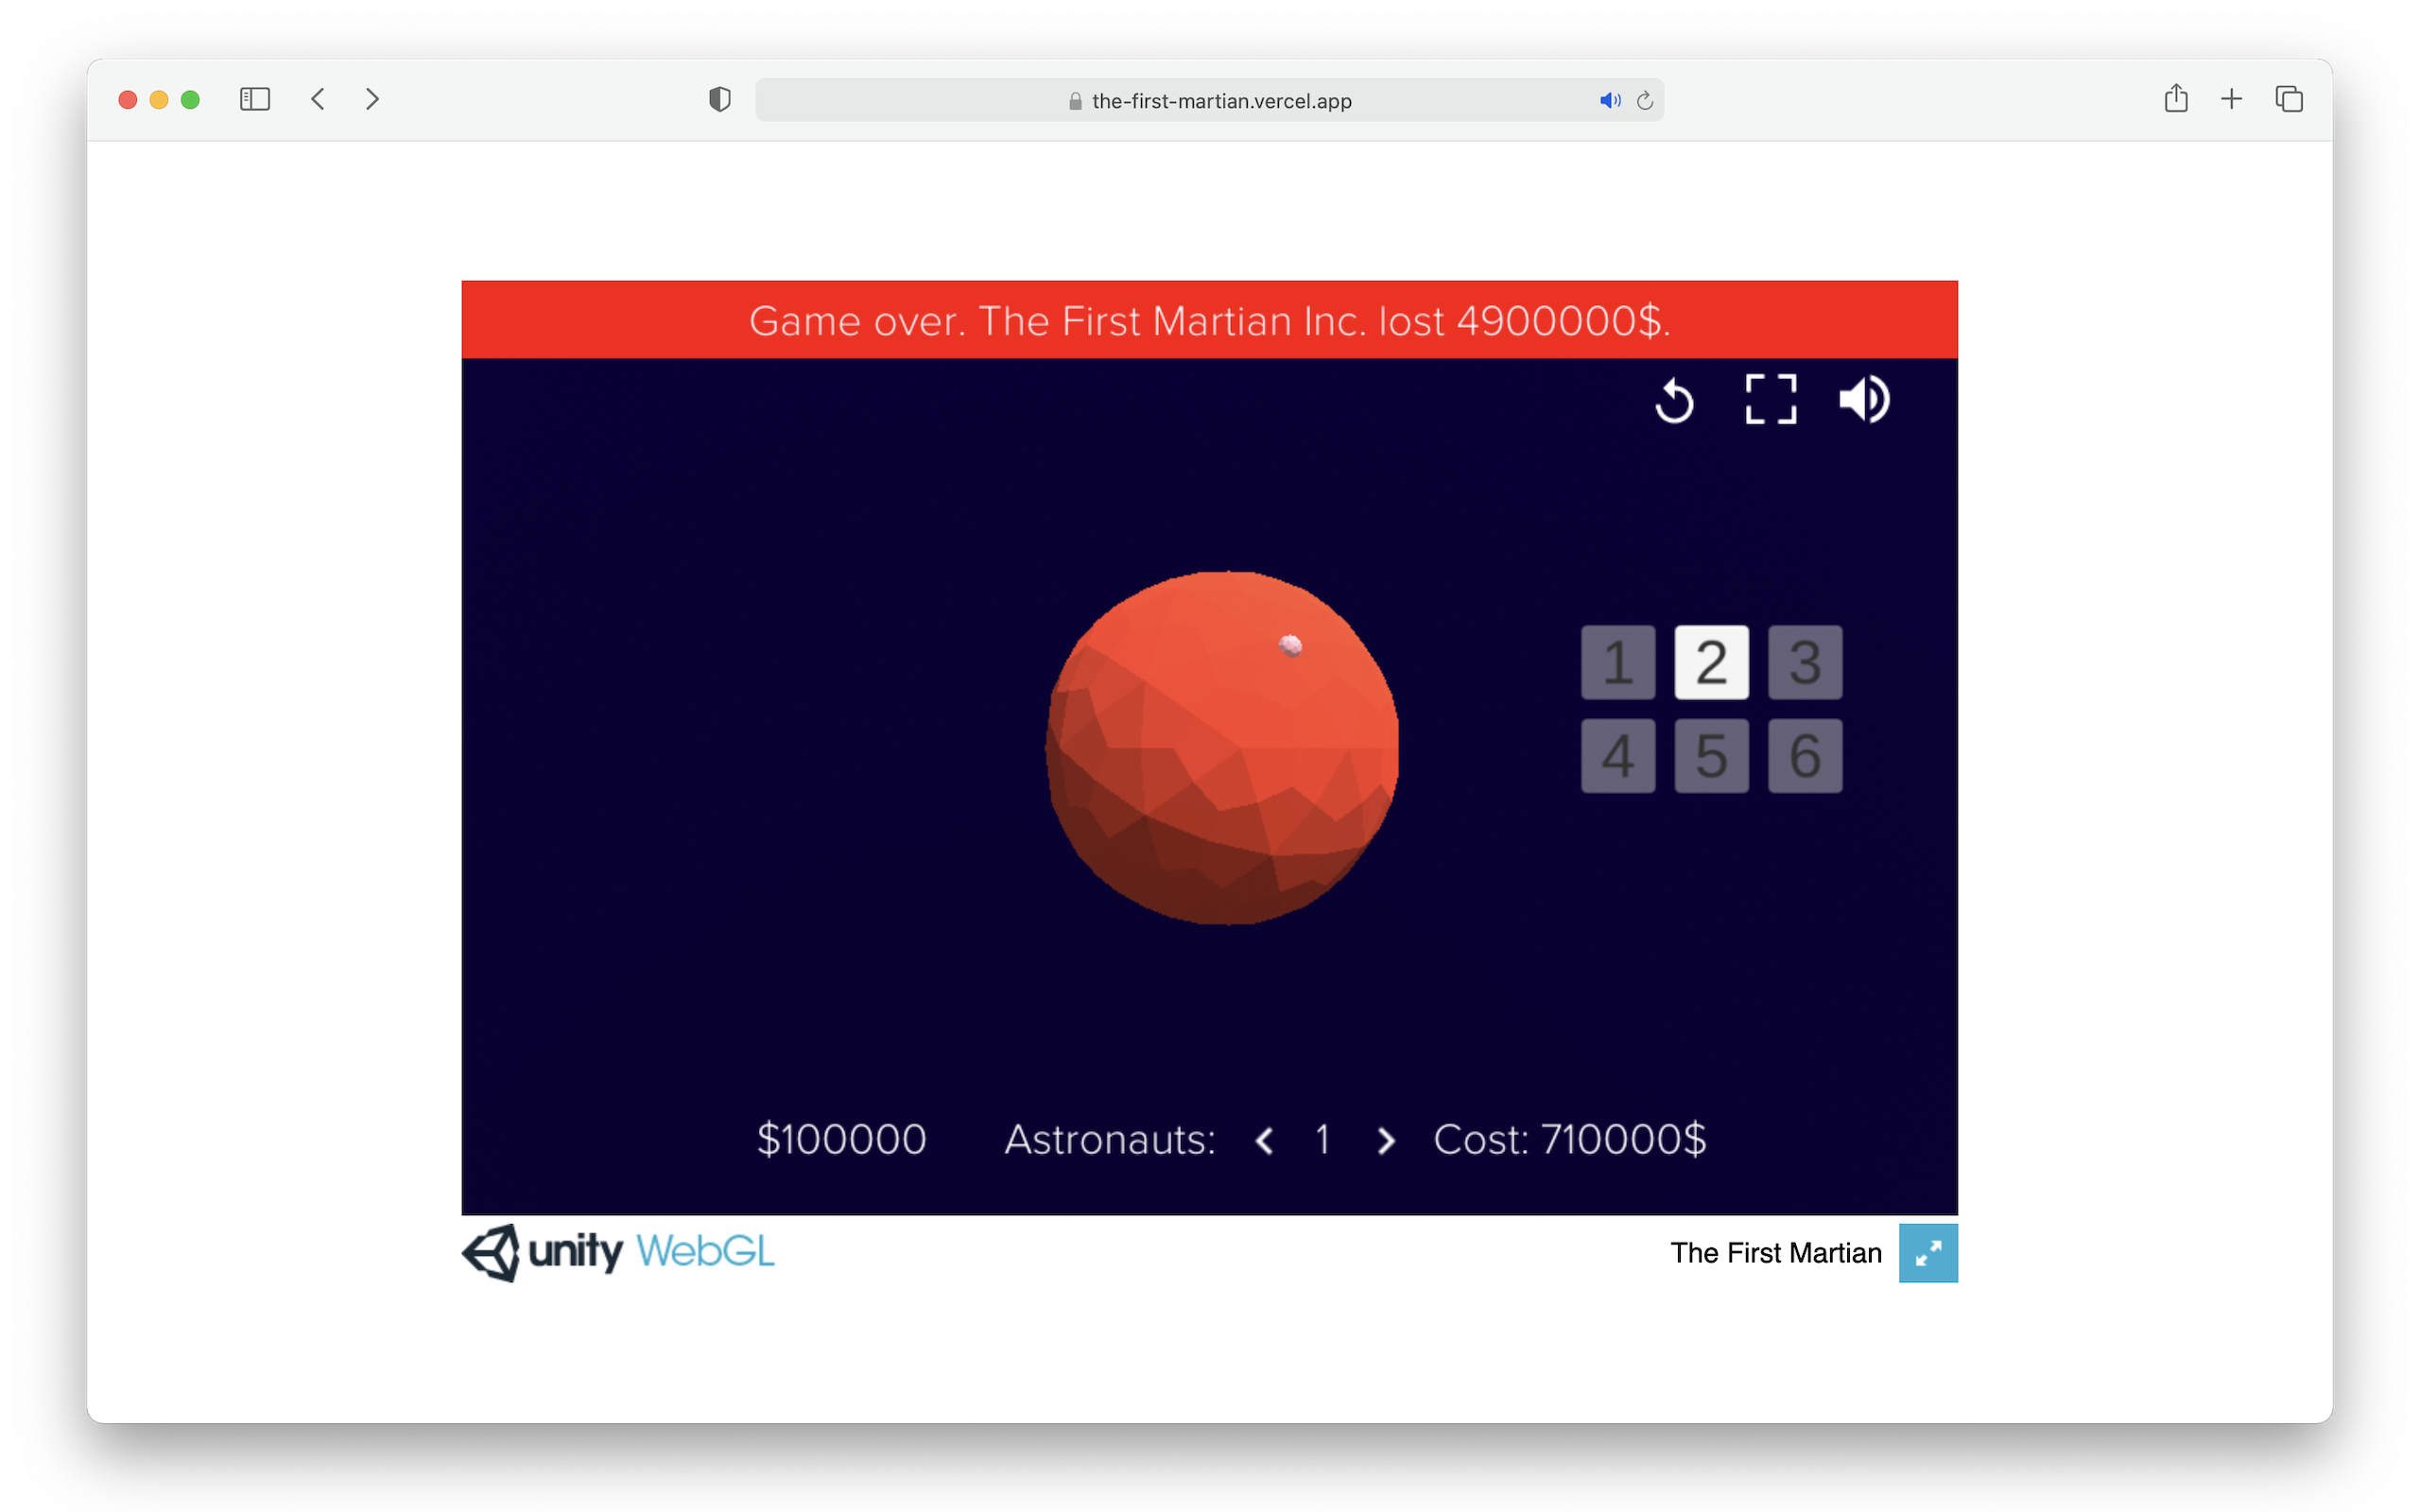 the-first-martian.vercel.app
Game over. The First Martian Inc. lost 4900000$.
1 2 3
4 5 6
$100000 Astronauts: < 1 > Cost: 710000$
unity WebGL The First Martian